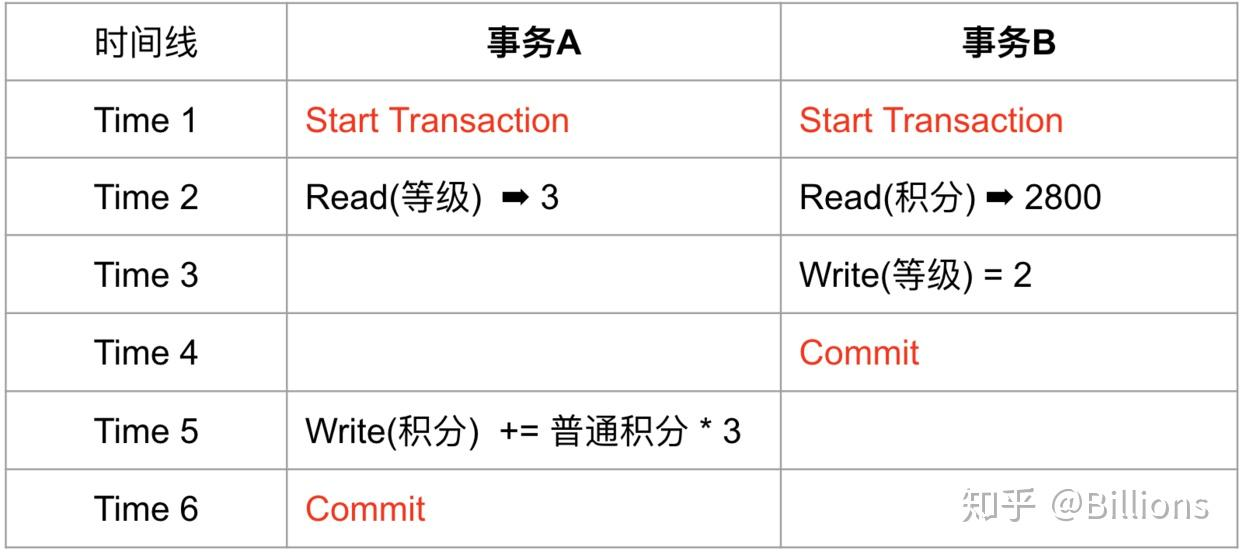 时间线 事务A 事务B
Time 1 Start Transaction Start Transaction
Time 2 Read(等级) ➡ 3 Read(积分) ➡ 2800
Time 3 Write(等级) = 2
Time 4 Commit
Time 5 Write(积分) += 普通积分 * 3
Time 6 Commit
知乎 @Billions